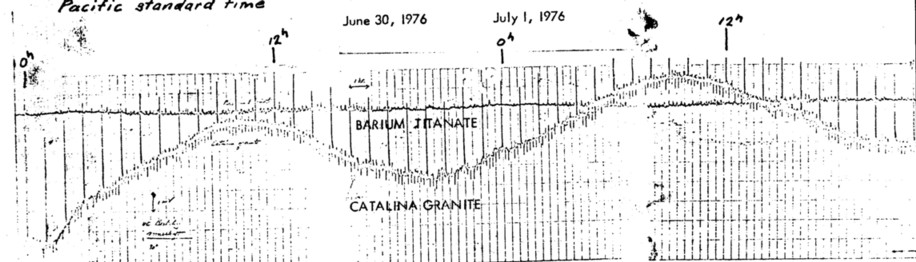 Pacific standard time
June 30, 1976
July 1, 1976
0ʰ
12ʰ
0ʰ
12ʰ
BARIUM TITANATE
CATALINA GRANITE